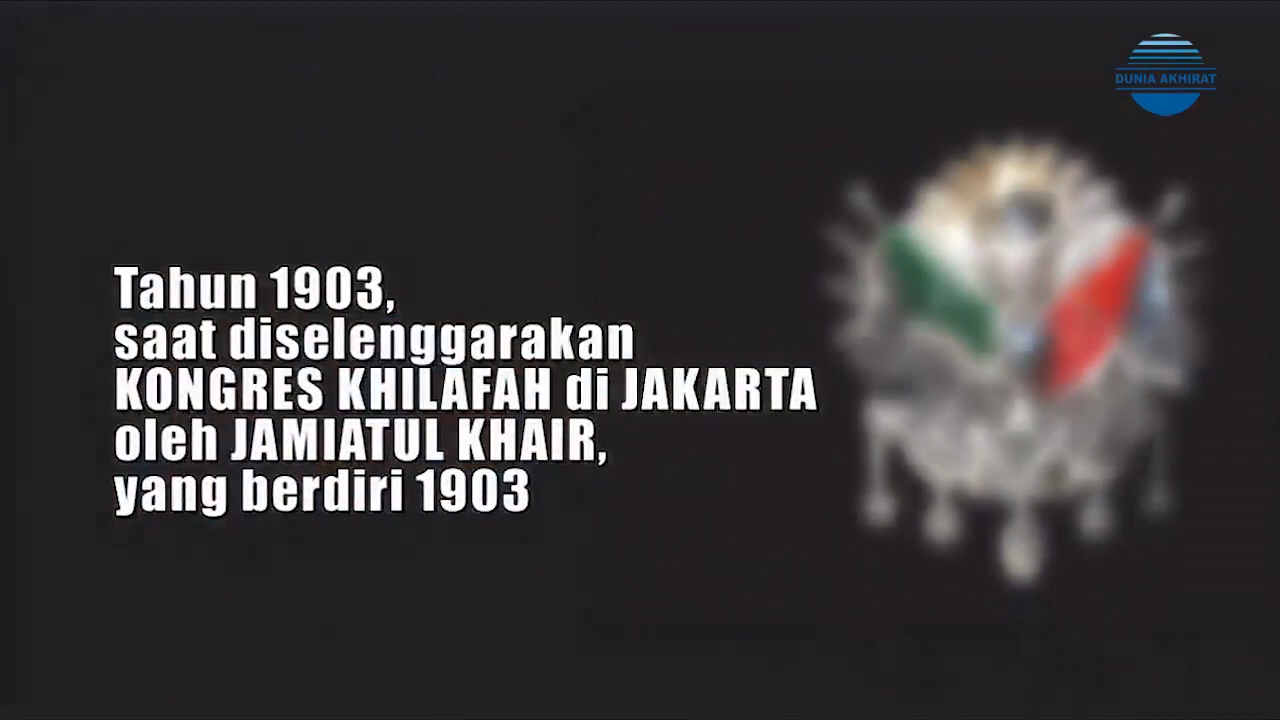 DUNIA AKHIRAT
Tahun 1903,
saat diselenggarakan
KONGRES KHILAFAH di JAKARTA
oleh JAMIATUL KHAIR,
yang berdiri 1903